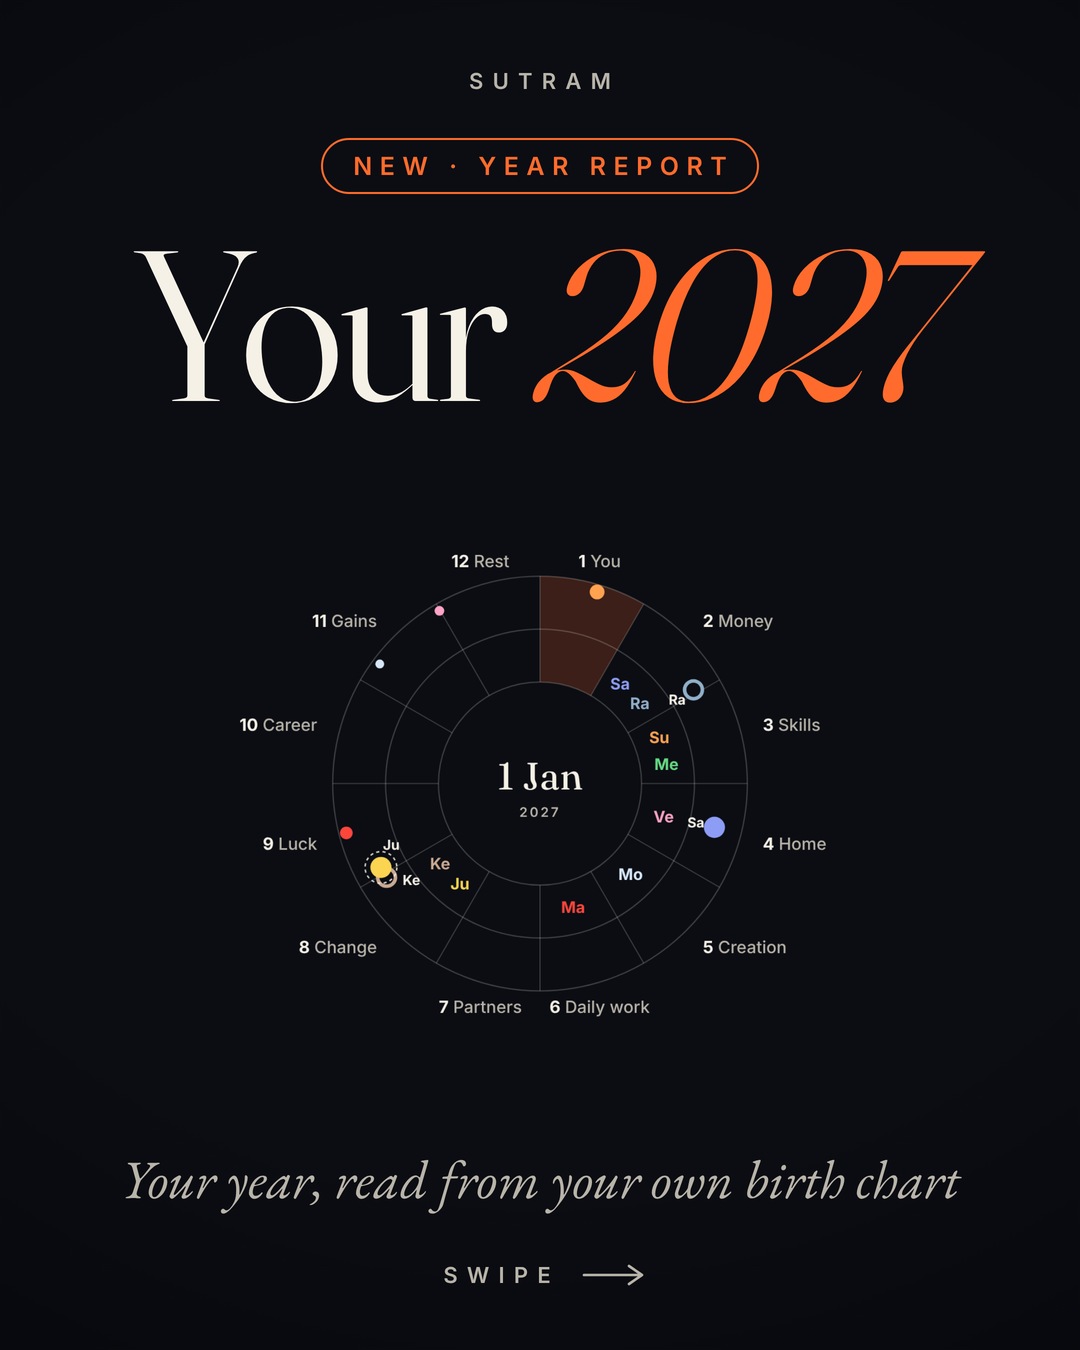 SUTRAM
NEW · YEAR REPORT
Your 2027
12 Rest
1 You
11 Gains
2 Money
Sa
Ra
Ra
10 Career
3 Skills
Su
Me
1 Jan
2027
Ve
Sa
9 Luck
4 Home
Ju
Ke
Ke
Ju
Mo
Ma
8 Change
5 Creation
7 Partners
6 Daily work
Your year, read from your own birth chart
SWIPE →